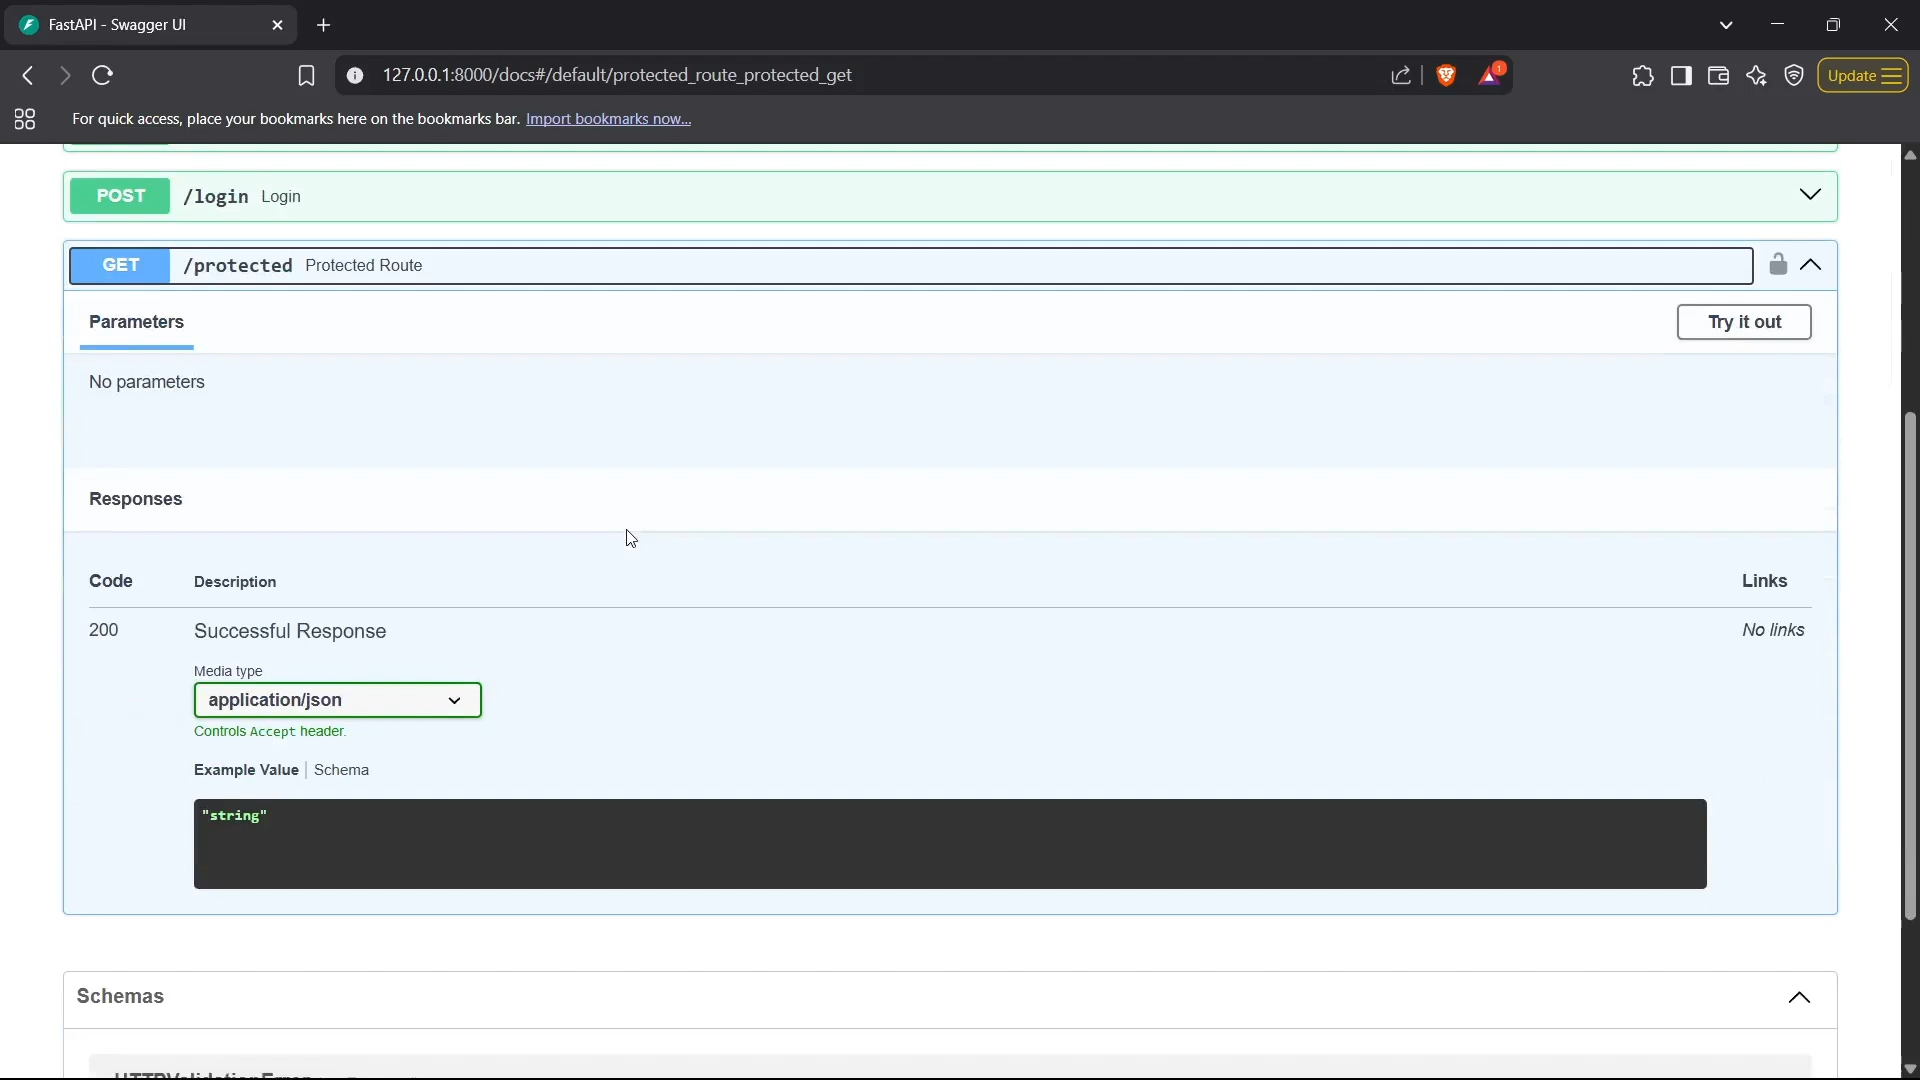 FastAPI - Swagger UI
127.0.0.1:8000/docs#/default/protected_route_protected_get
1
Update
For quick access, place your bookmarks here on the bookmarks bar. Import bookmarks now...
POST /login Login
GET /protected Protected Route
Parameters
Try it out
No parameters
Responses
Code Description Links
200 Successful Response No links
Media type
application/json
Controls Accept header.
Example Value Schema
"string"
Schemas
HTTPValidationError